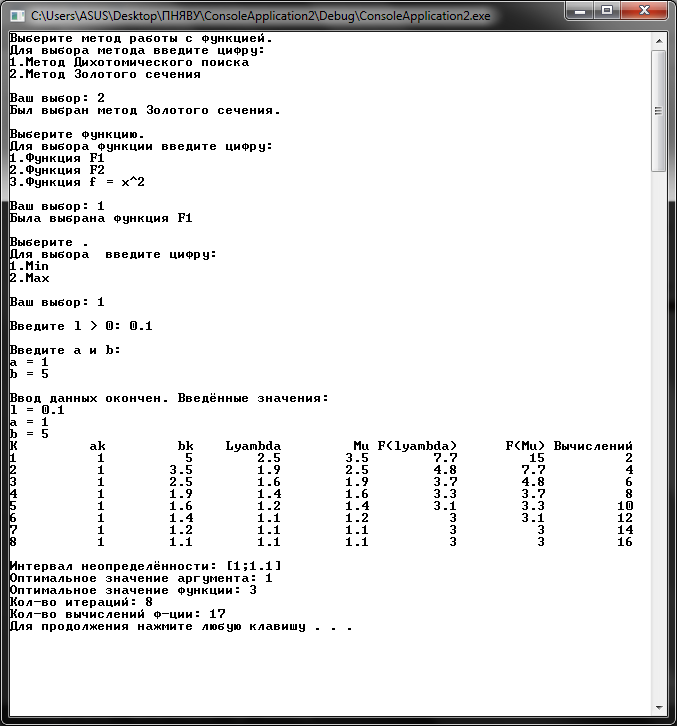 C:\Users\ASUS\Desktop\ПНЯВУ\ConsoleApplication2\Debug\ConsoleApplication2.exe
Выберите метод работы с функцией.
Для выбора метода введите цифру:
1.Метод Дихотомического поиска
2.Метод Золотого сечения
Ваш выбор: 2
Был выбран метод Золотого сечения.
Выберите функцию.
Для выбора функции введите цифру:
1.Функция F1
2.Функция F2
3.Функция f = x^2
Ваш выбор: 1
Была выбрана функция F1
Выберите .
Для выбора  введите цифру:
1.Min
2.Max
Ваш выбор: 1
Введите l > 0: 0.1
Введите a и b:
a = 1
b = 5
Ввод данных окончен. Введённые значения:
l = 0.1
a = 1
b = 5
K ak bk Lyambda Mu F(lyambda) F(Mu) Вычислений
1 1 5 2.5 3.5 7.7 15 2
2 1 3.5 1.9 2.5 4.8 7.7 4
3 1 2.5 1.6 1.9 3.7 4.8 6
4 1 1.9 1.4 1.6 3.3 3.7 8
5 1 1.6 1.2 1.4 3.1 3.3 10
6 1 1.4 1.1 1.2 3 3.1 12
7 1 1.2 1.1 1.1 3 3 14
8 1 1.1 1.1 1.1 3 3 16
Интервал неопределённости: [1;1.1]
Оптимальное значение аргумента: 1
Оптимальное значение функции: 3
Кол-во итераций: 8
Кол-во вычислений ф-ции: 17
Для продолжения нажмите любую клавишу . . .